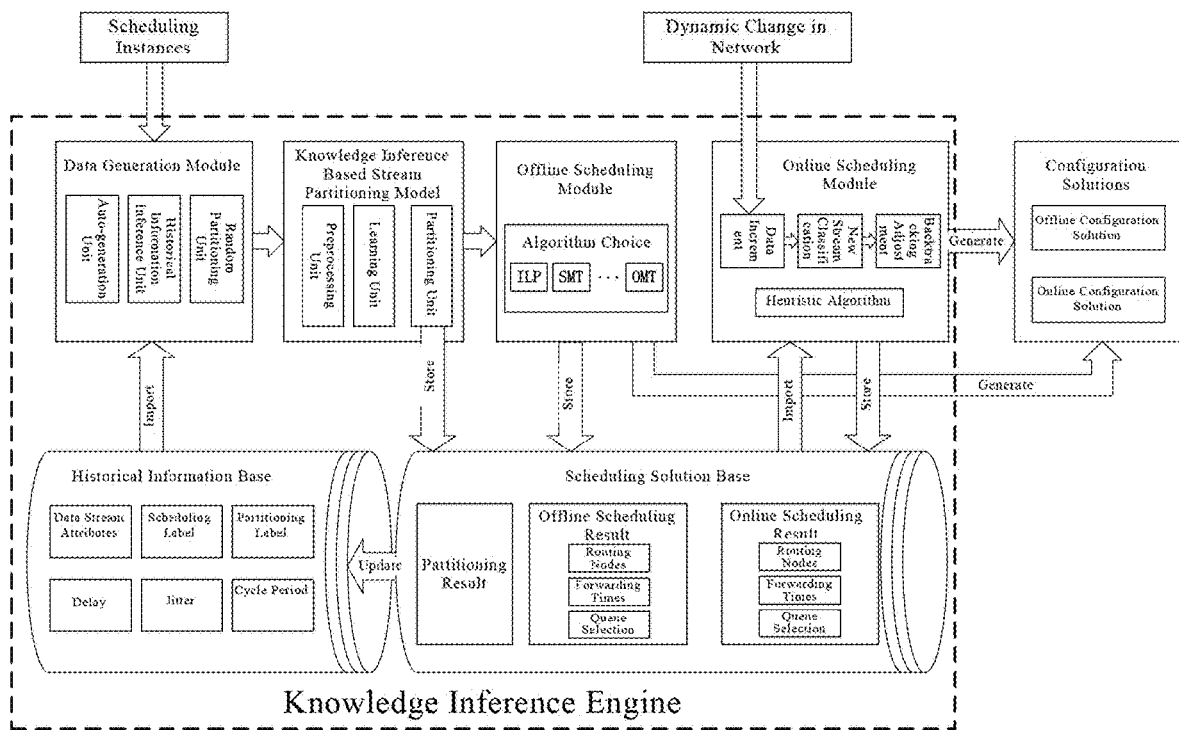 Scheduling
Instances
Dynamic Change in
Network
Data Generation Module
Auto-generation
Unit
Historical
Information
inference Unit
Random
Partitioning
Unit
Knowledge Inference
Based Stream
Partitioning Model
Preprocessing
Unit
Learning Unit
Partitioning Unit
Offline Scheduling
Module
Algorithm Choice
ILP
SMT
...
OMT
Online Scheduling Module
Data
Increm
ent
New
Stream
Classifi
cation
Backtra
cking
Adjust
ment
Heuristic Algorithm
Generate
Configuration
Solutions
Offline Configuration
Solution
Online Configuration
Solution
Import
Store
Store
Import
Store
Generate
Historical Information Base
Data Stream
Attributes
Scheduling
Label
Partitioning
Label
Delay
Jitter
Cycle Period
Update
Scheduling Solution Base
Partitioning
Result
Offline Scheduling
Result
Routing
Nodes
Forwarding
Times
Queue
Selection
Online Scheduling
Result
Routing
Nodes
Forwarding
Times
Queue
Selection
Knowledge Inference Engine